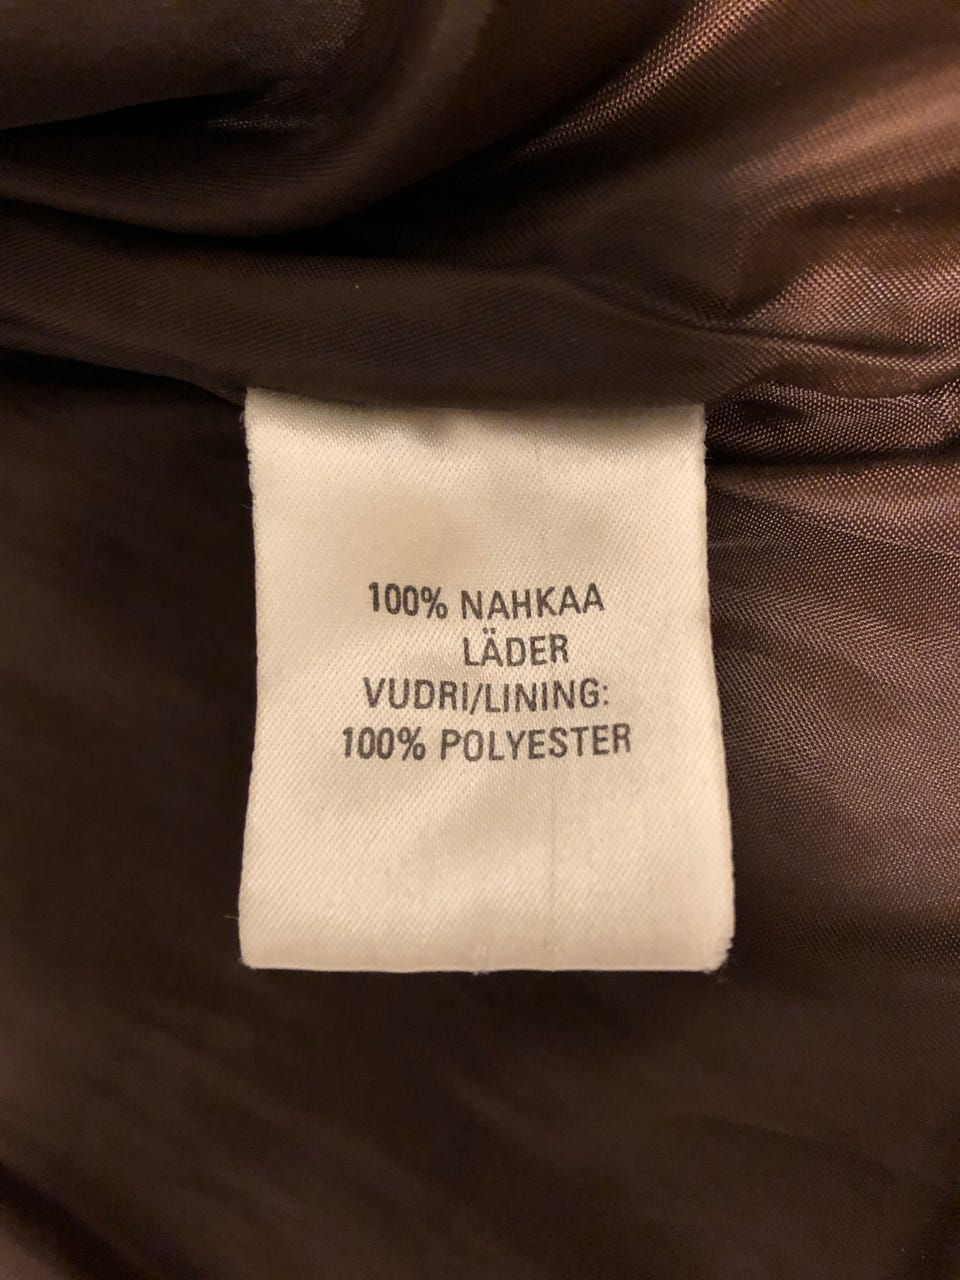 100% NAHKAA
LÄDER
VUDRI/LINING:
100% POLYESTER